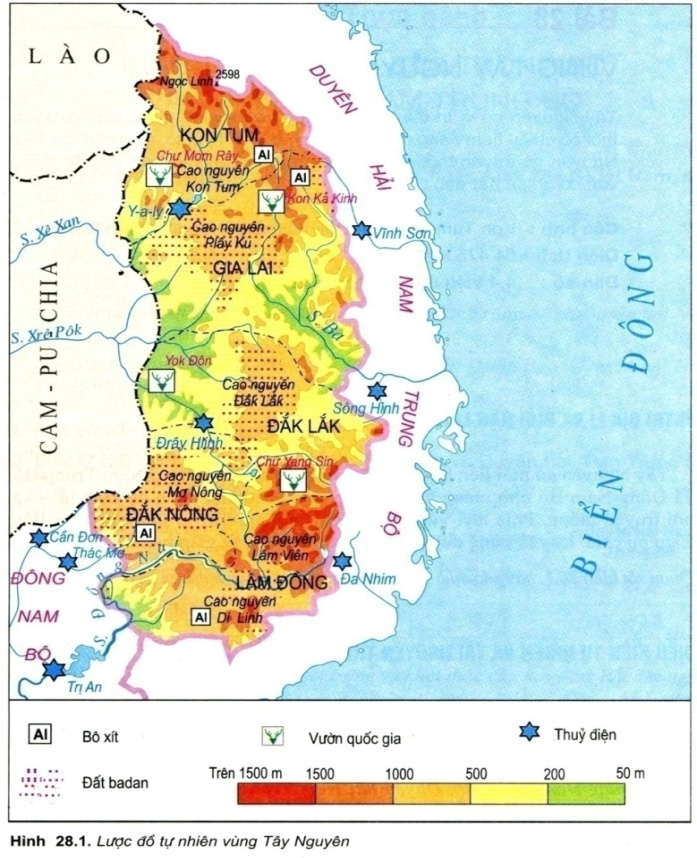 LÀO
Ngọc Linh 2598
DUYÊN
HẢI
NAM
TRUNG
BỘ
KON TUM
Chư Mom Rây
Al
Al
Cao nguyên
Kon Tum
Kon Ka Kinh
Y-a-ly
Cao nguyên
Plây Ku
Vĩnh Sơn
GIA LAI
S. Xê Xan
CAM - PU - CHIA
S. Ba
S. Xrê Pôk
Yok Đôn
Cao nguyên
Đắk Lắk
Sông Hinh
ĐẮK LẮK
Đrây Hlinh
Chư Yang Sin
Cao nguyên
Mơ Nông
ĐẮK NÔNG
Al
Cần Đơn
Thác Mơ
Cao nguyên
Lâm Viên
ĐÔNG
NAM
BỘ
LÂM ĐỒNG
Đa Nhim
Cao nguyên
Di Linh
Al
S. Đồng Nai
Trị An
BIỂN ĐÔNG
Al Bô xít
Vườn quốc gia
Thuỷ điện
Đất badan
Trên 1500 m 1500 1000 500 200 50 m
Hình 28.1. Lược đồ tự nhiên vùng Tây Nguyên